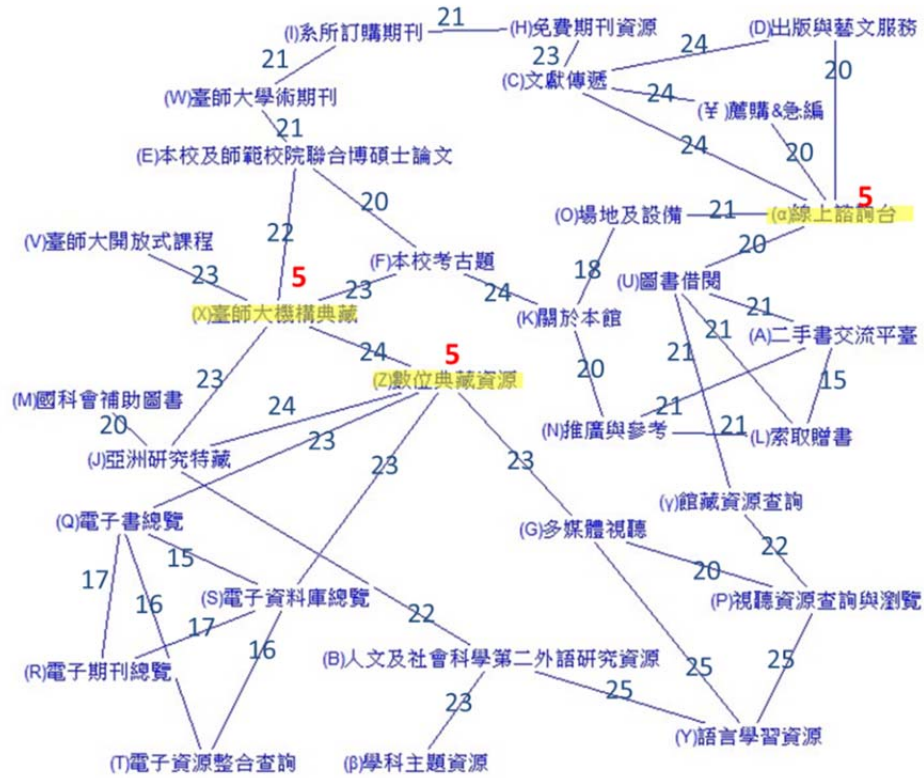 21
(I)系所訂購期刊
(H)免費期刊資源
(D)出版與藝文服務
21
23
24
20
(C)文獻傳遞
(W)臺師大學術期刊
24
(￥)薦購&急編
21
24
20
(E)本校及師範校院聯合博碩士論文
20
5
(O)場地及設備
21
(α)線上諮詢台
(V)臺師大開放式課程
22
20
(F)本校考古題
18
(U)圖書借閱
23
5
23
24
21
(X)臺師大機構典藏
(K)關於本館
21
(A)二手書交流平臺
24
5
20
21
23
(Z)數位典藏資源
15
(M)國科會補助圖書
24
21
20
23
(N)推廣與參考
21
(L)索取贈書
(J)亞洲研究特藏
23
23
(γ)館藏資源查詢
(Q)電子書總覽
(G)多媒體視聽
15
22
17
20
16
(S)電子資料庫總覽
(P)視聽資源查詢與瀏覽
22
17
16
(B)人文及社會科學第二外語研究資源
25
25
(R)電子期刊總覽
25
23
(Y)語言學習資源
(T)電子資源整合查詢
(β)學科主題資源